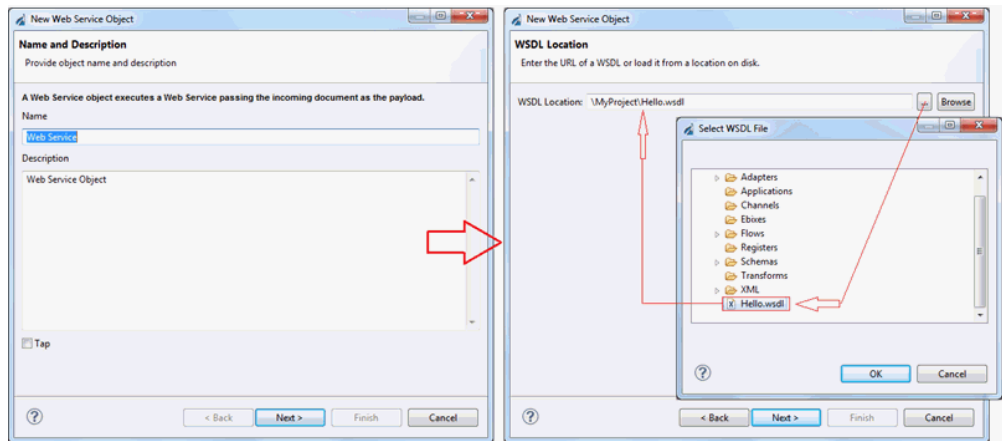 New Web Service Object
Name and Description
Provide object name and description
A Web Service object executes a Web Service passing the incoming document as the payload.
Name
Web Service
Description
Web Service Object
Tap
< Back
Next >
Finish
Cancel
New Web Service Object
WSDL Location
Enter the URL of a WSDL or load it from a location on disk.
WSDL Location: \MyProject\Hello.wsdl ... Browse
Select WSDL File
Adapters
Applications
Channels
Ebixes
Flows
Registers
Schemas
Transforms
XML
Hello.wsdl
OK
Cancel
< Back
Next >
Finish
Cancel